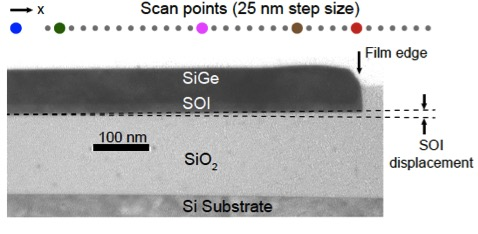 x
Scan points (25 nm step size)
Film edge
SiGe
SOI
100 nm
SOI
displacement
SiO₂
Si Substrate